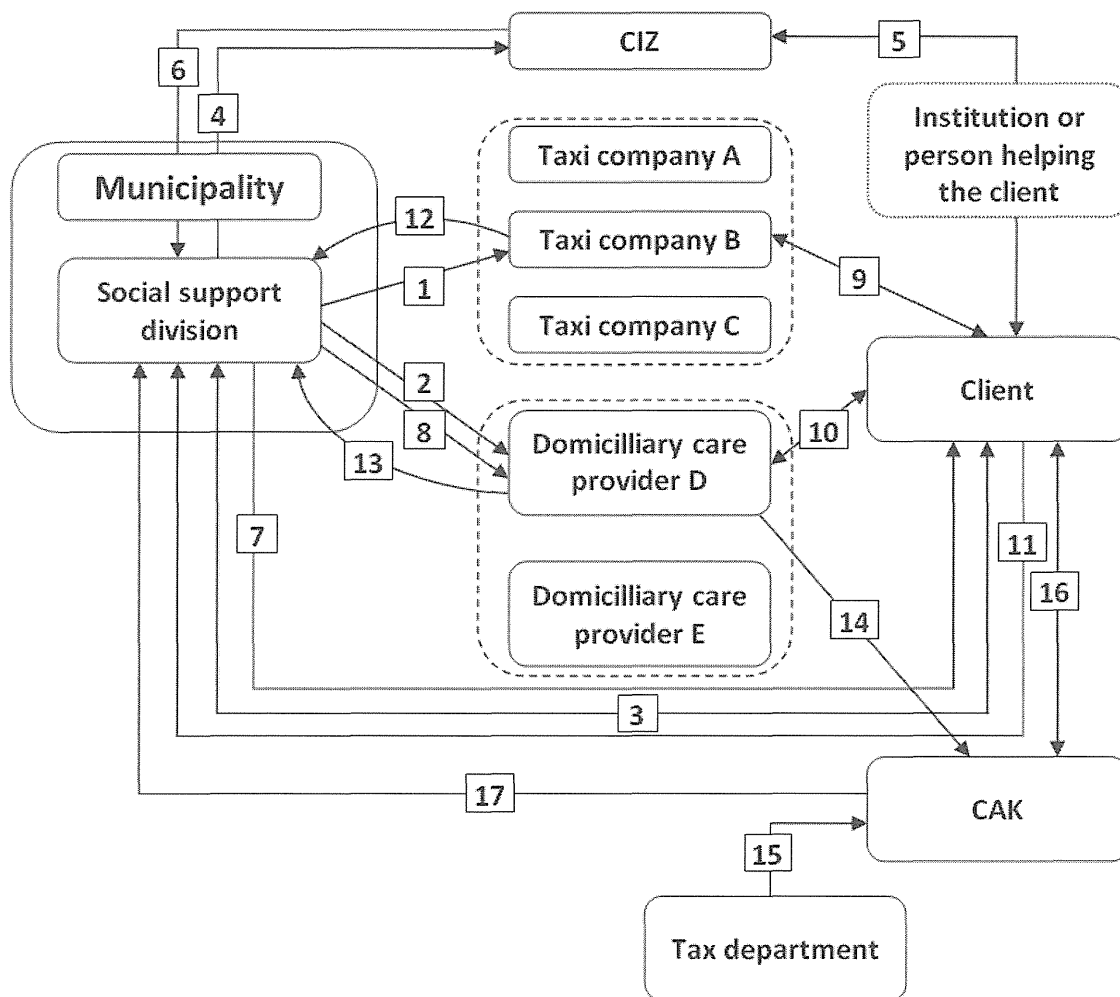 CIZ
5
6
4
Institution or
person helping
the client
Taxi company A
Municipality
12
Taxi company B
1
9
Social support
division
Taxi company C
2
Client
8
10
Domicilliary care
provider D
13
7
11
16
Domicilliary care
provider E
14
3
17
CAK
15
Tax department